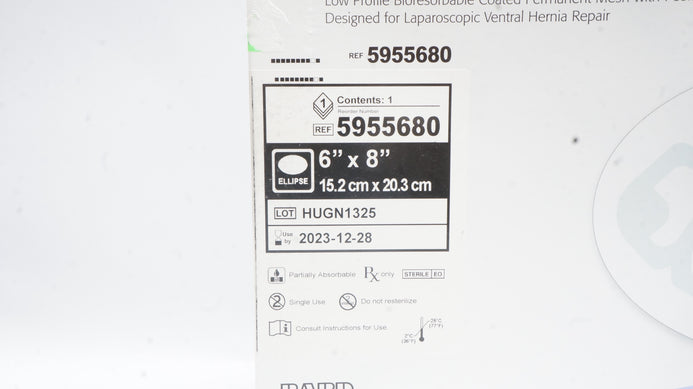 Low Profile Bioresorbable Coated Permanent Mesh with
Designed for Laparoscopic Ventral Hernia Repair
REF 5955680
1 Contents: 1
Reorder Number
REF 5955680
6” x 8”
ELLIPSE
15.2 cm x 20.3 cm
LOT HUGN1325
Use by 2023-12-28
Partially Absorbable Rx only STERILE EO
2 Single Use Do not resterilize
i Consult Instructions for Use
25°C
(77°F)
2°C
(36°F)
BARD